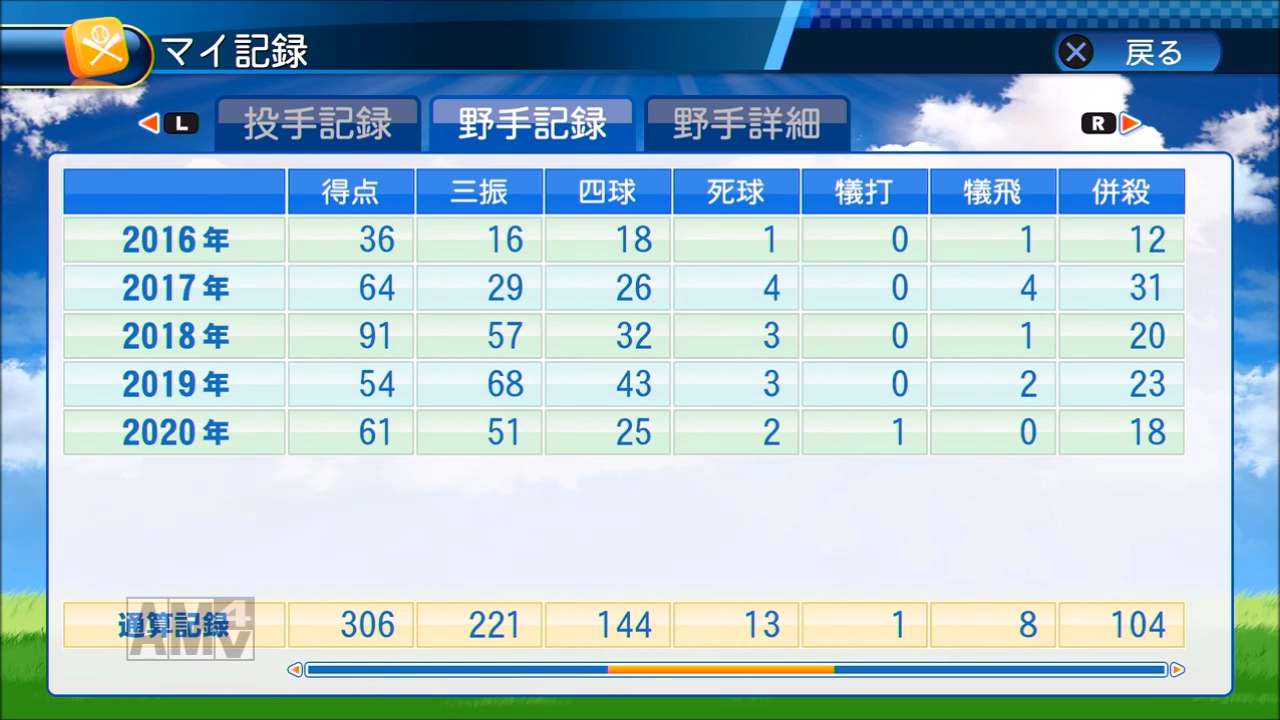 マイ記録
戻る
L 投手記録 野手記録 野手詳細 R
得点 三振 四球 死球 犠打 犠飛 併殺
2016年 36 16 18 1 0 1 12
2017年 64 29 26 4 0 4 31
2018年 91 57 32 3 0 1 20
2019年 54 68 43 3 0 2 23
2020年 61 51 25 2 1 0 18
通算記録 306 221 144 13 1 8 104
AMV4